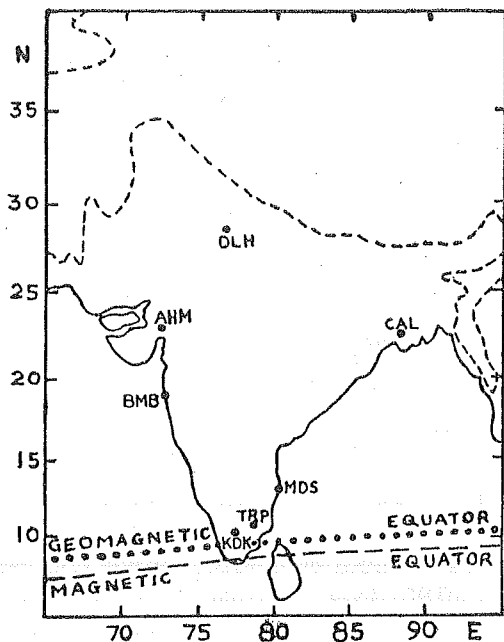 N
35
30
DLH
25
AHM
CAL
20
BMB
15
MDS
TRP
10
GEOMAGNETIC
KDK
EQUATOR
MAGNETIC
EQUATOR
70
75
80
85
90
E